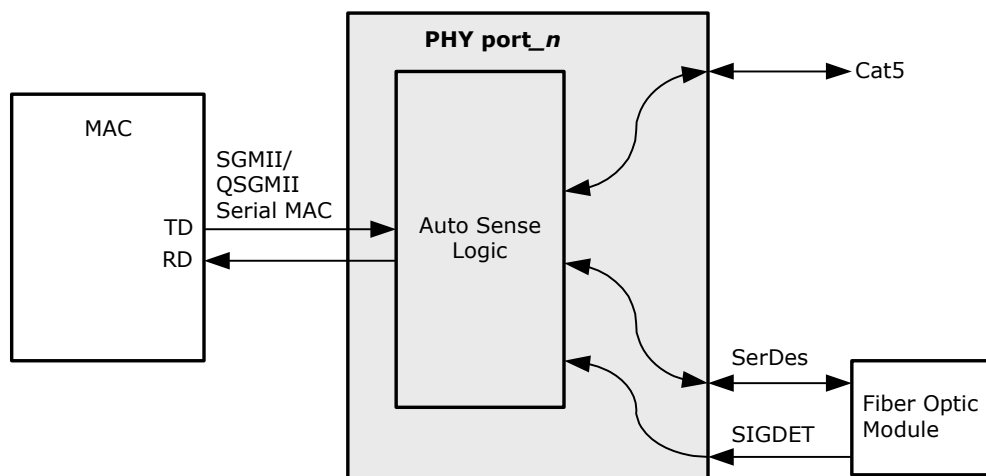 PHY port_n
Cat5
MAC
SGMII/
QSGMII
Serial MAC
TD
RD
Auto Sense
Logic
SerDes
SIGDET
Fiber Optic
Module